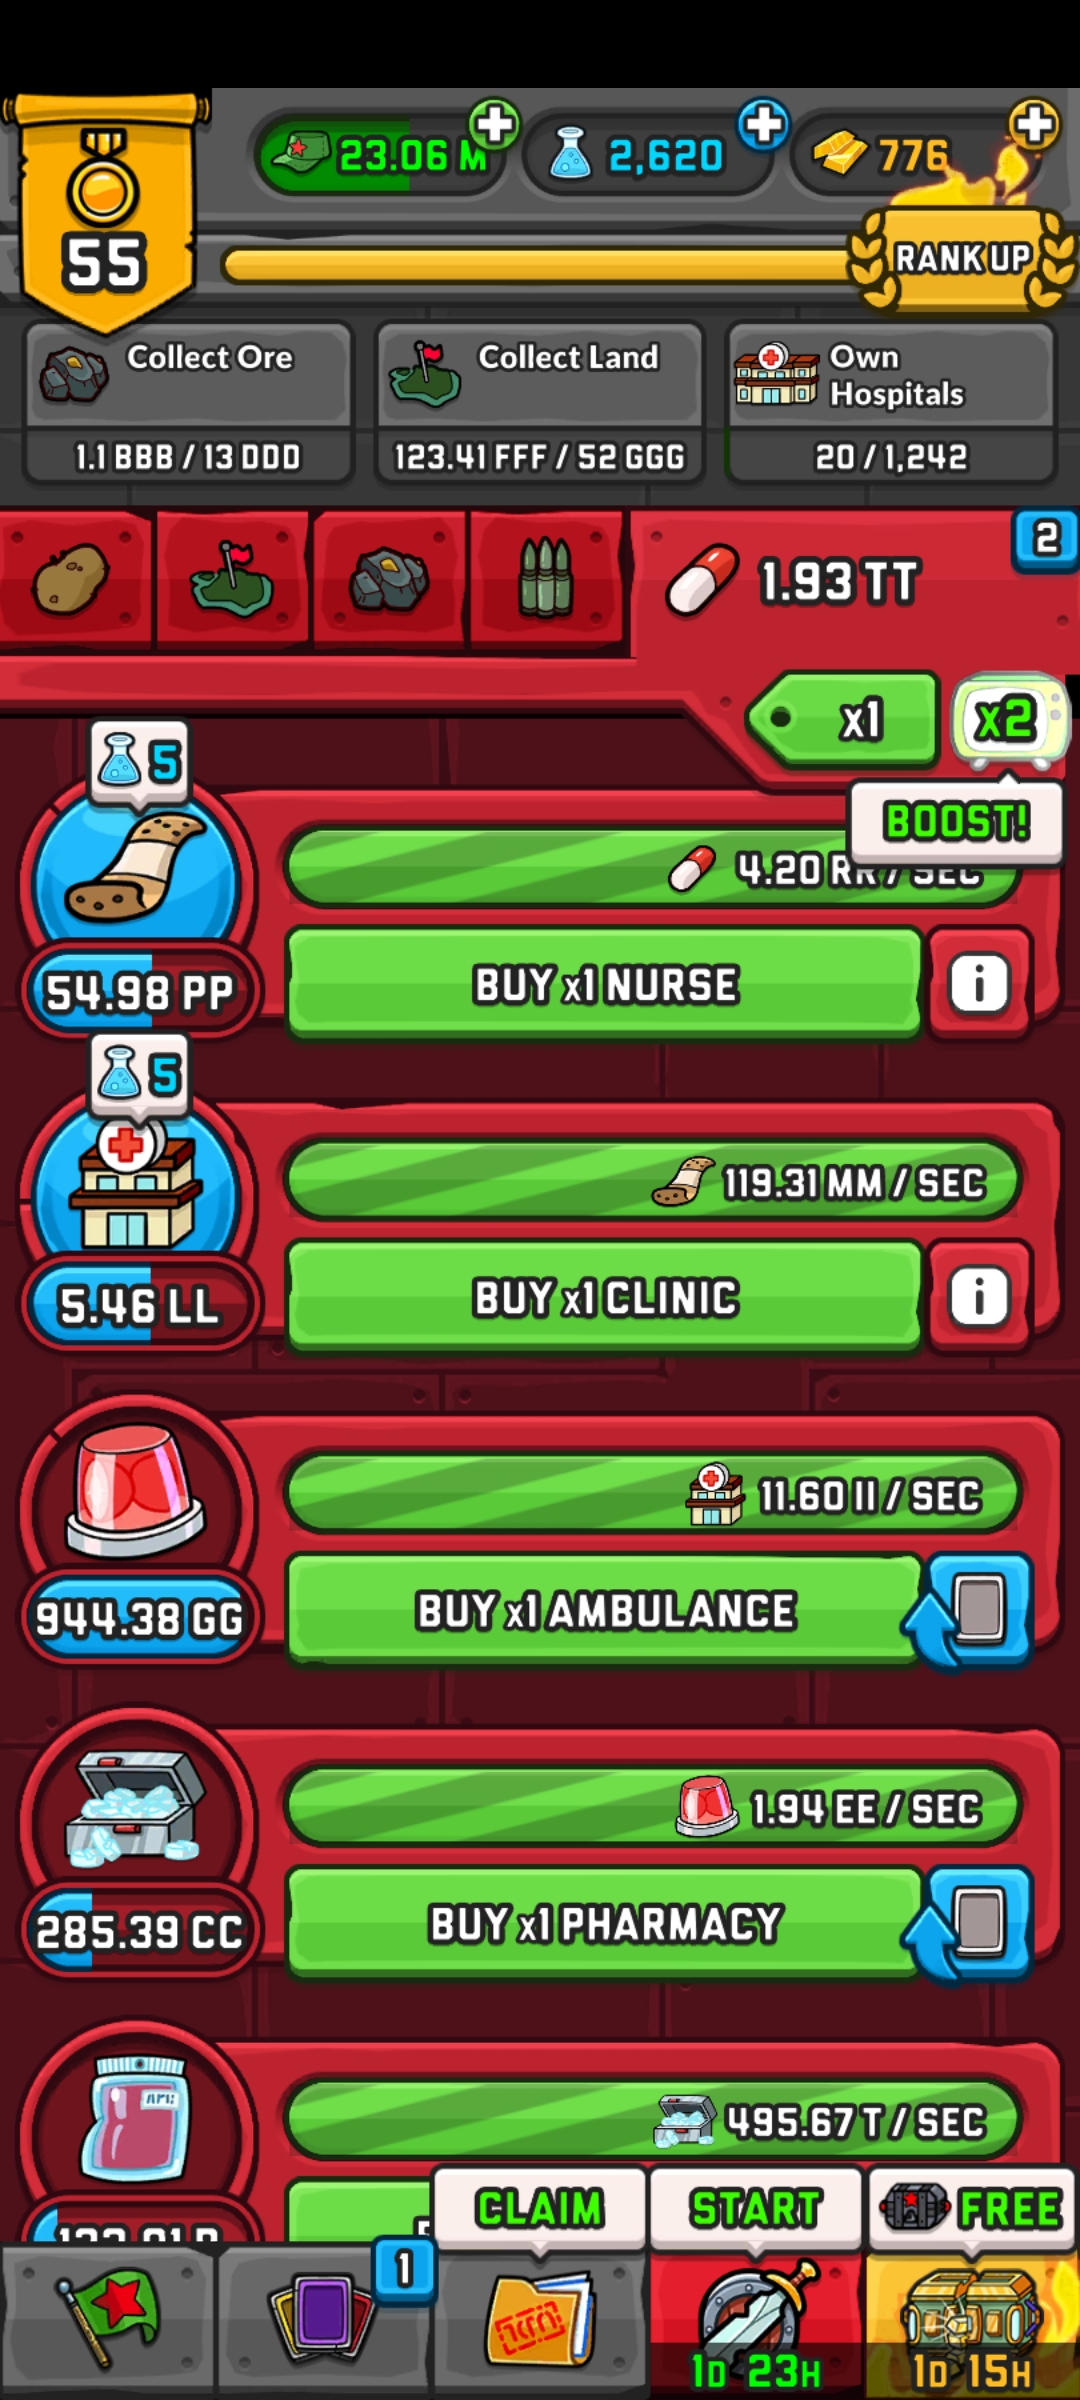 23.06 M
2,620
776
55
RANK UP
Collect Ore
1.1 BBB / 13 DDD
Collect Land
123.41 FFF / 52 GGG
Own
Hospitals
20 / 1,242
1.93 TT
2
x1
x2
BOOST!
5
4.20 RR / SEC
54.98 PP
BUY x1 NURSE
i
5
119.31 MM / SEC
5.46 LL
BUY x1 CLINIC
i
11.60 II / SEC
944.38 GG
BUY x1 AMBULANCE
1.94 EE / SEC
285.39 CC
BUY x1 PHARMACY
495.67 T / SEC
CLAIM
START
FREE
1
1D 23H
1D 15H